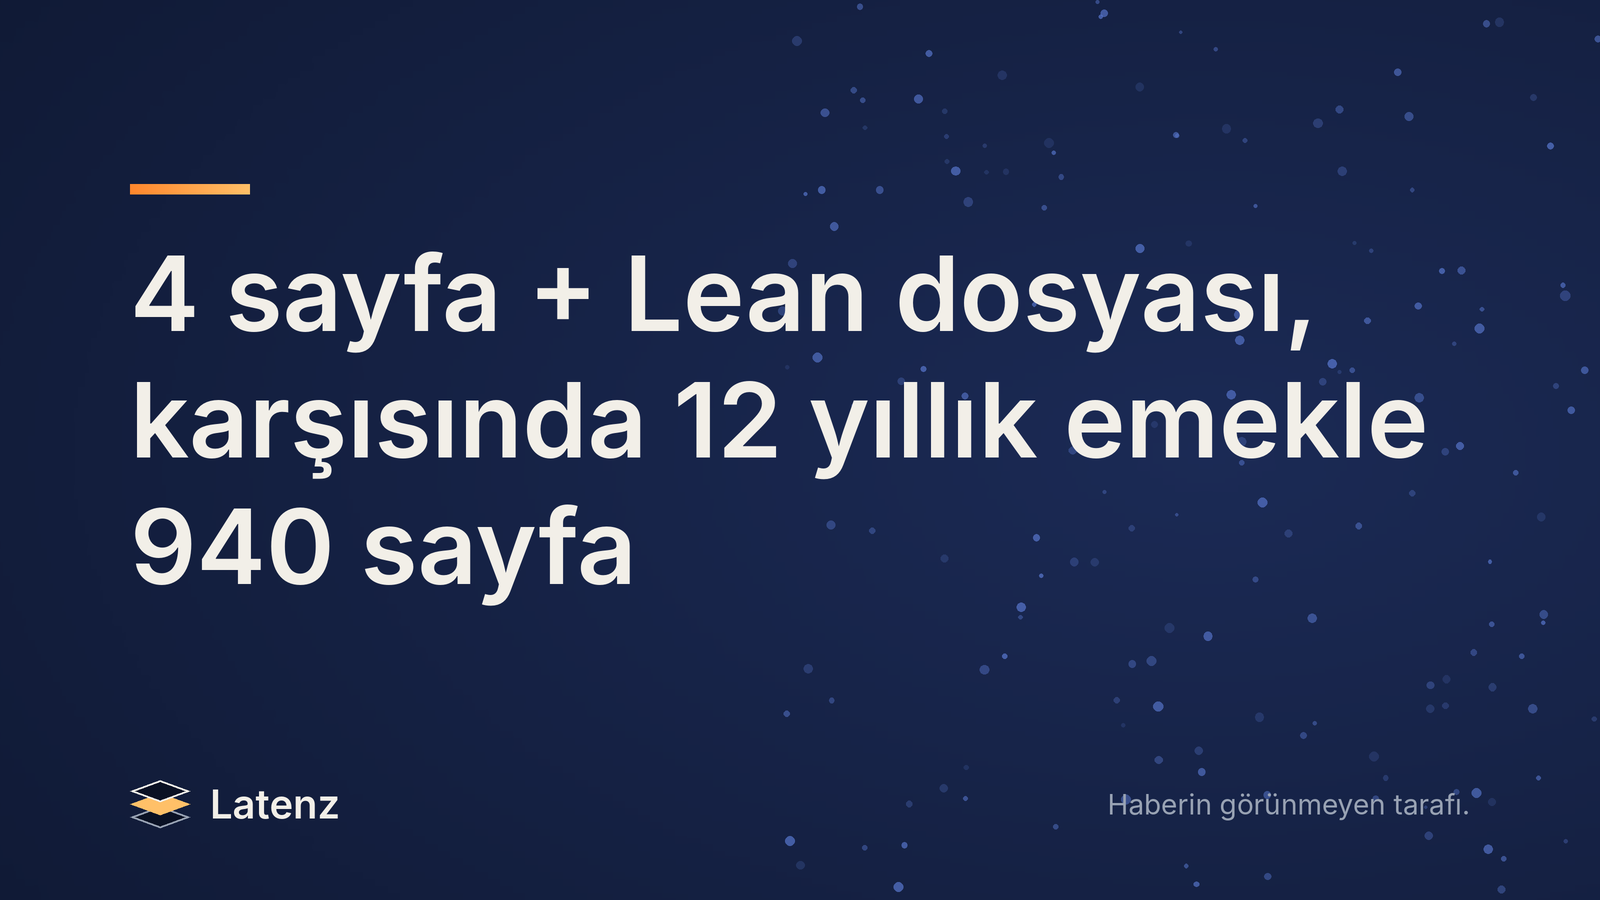 4 sayfa + Lean dosyası,
karşısında 12 yıllık emekle
940 sayfa
Latenz
Haberin görünmeyen tarafı.